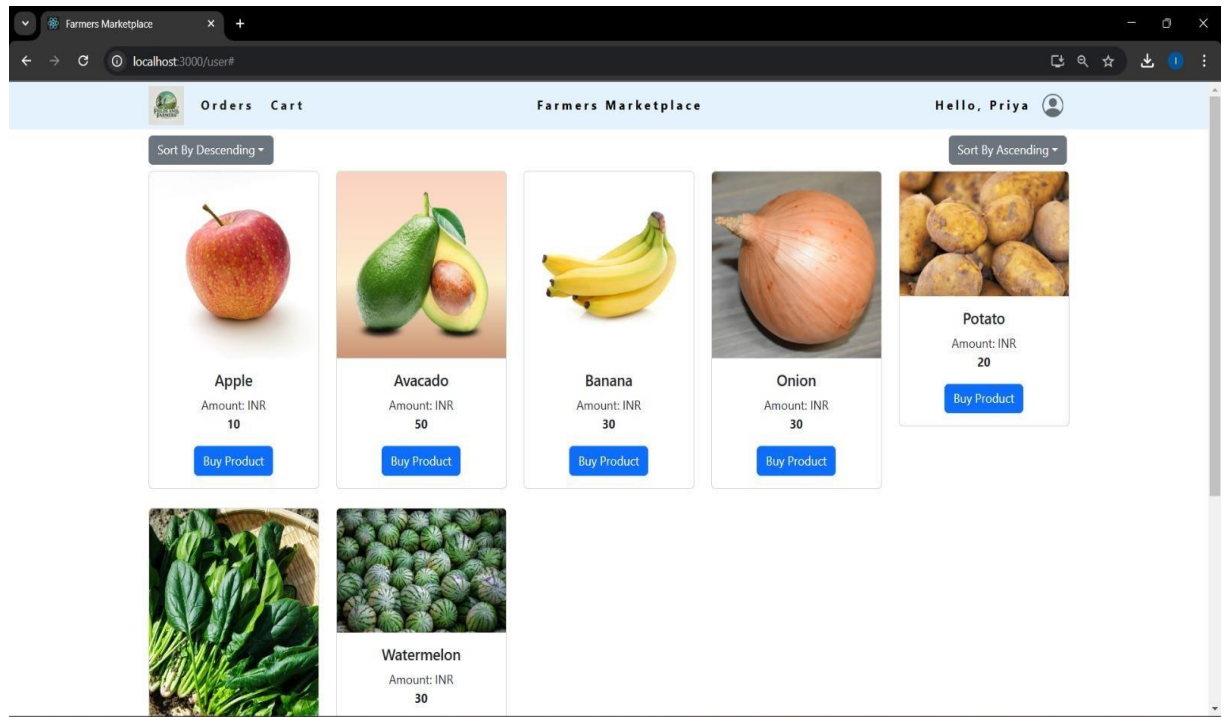 Farmers Marketplace
localhost:3000/user#
Orders Cart Farmers Marketplace Hello, Priya
Sort By Descending Sort By Ascending
Apple
Amount: INR
10
Buy Product
Avacado
Amount: INR
50
Buy Product
Banana
Amount: INR
30
Buy Product
Onion
Amount: INR
30
Buy Product
Potato
Amount: INR
20
Buy Product
Watermelon
Amount: INR
30